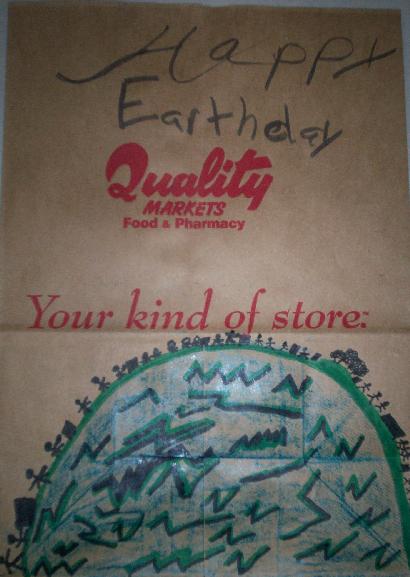 Happy
Earthday
Quality
MARKETS
Food & Pharmacy
Your kind of store: